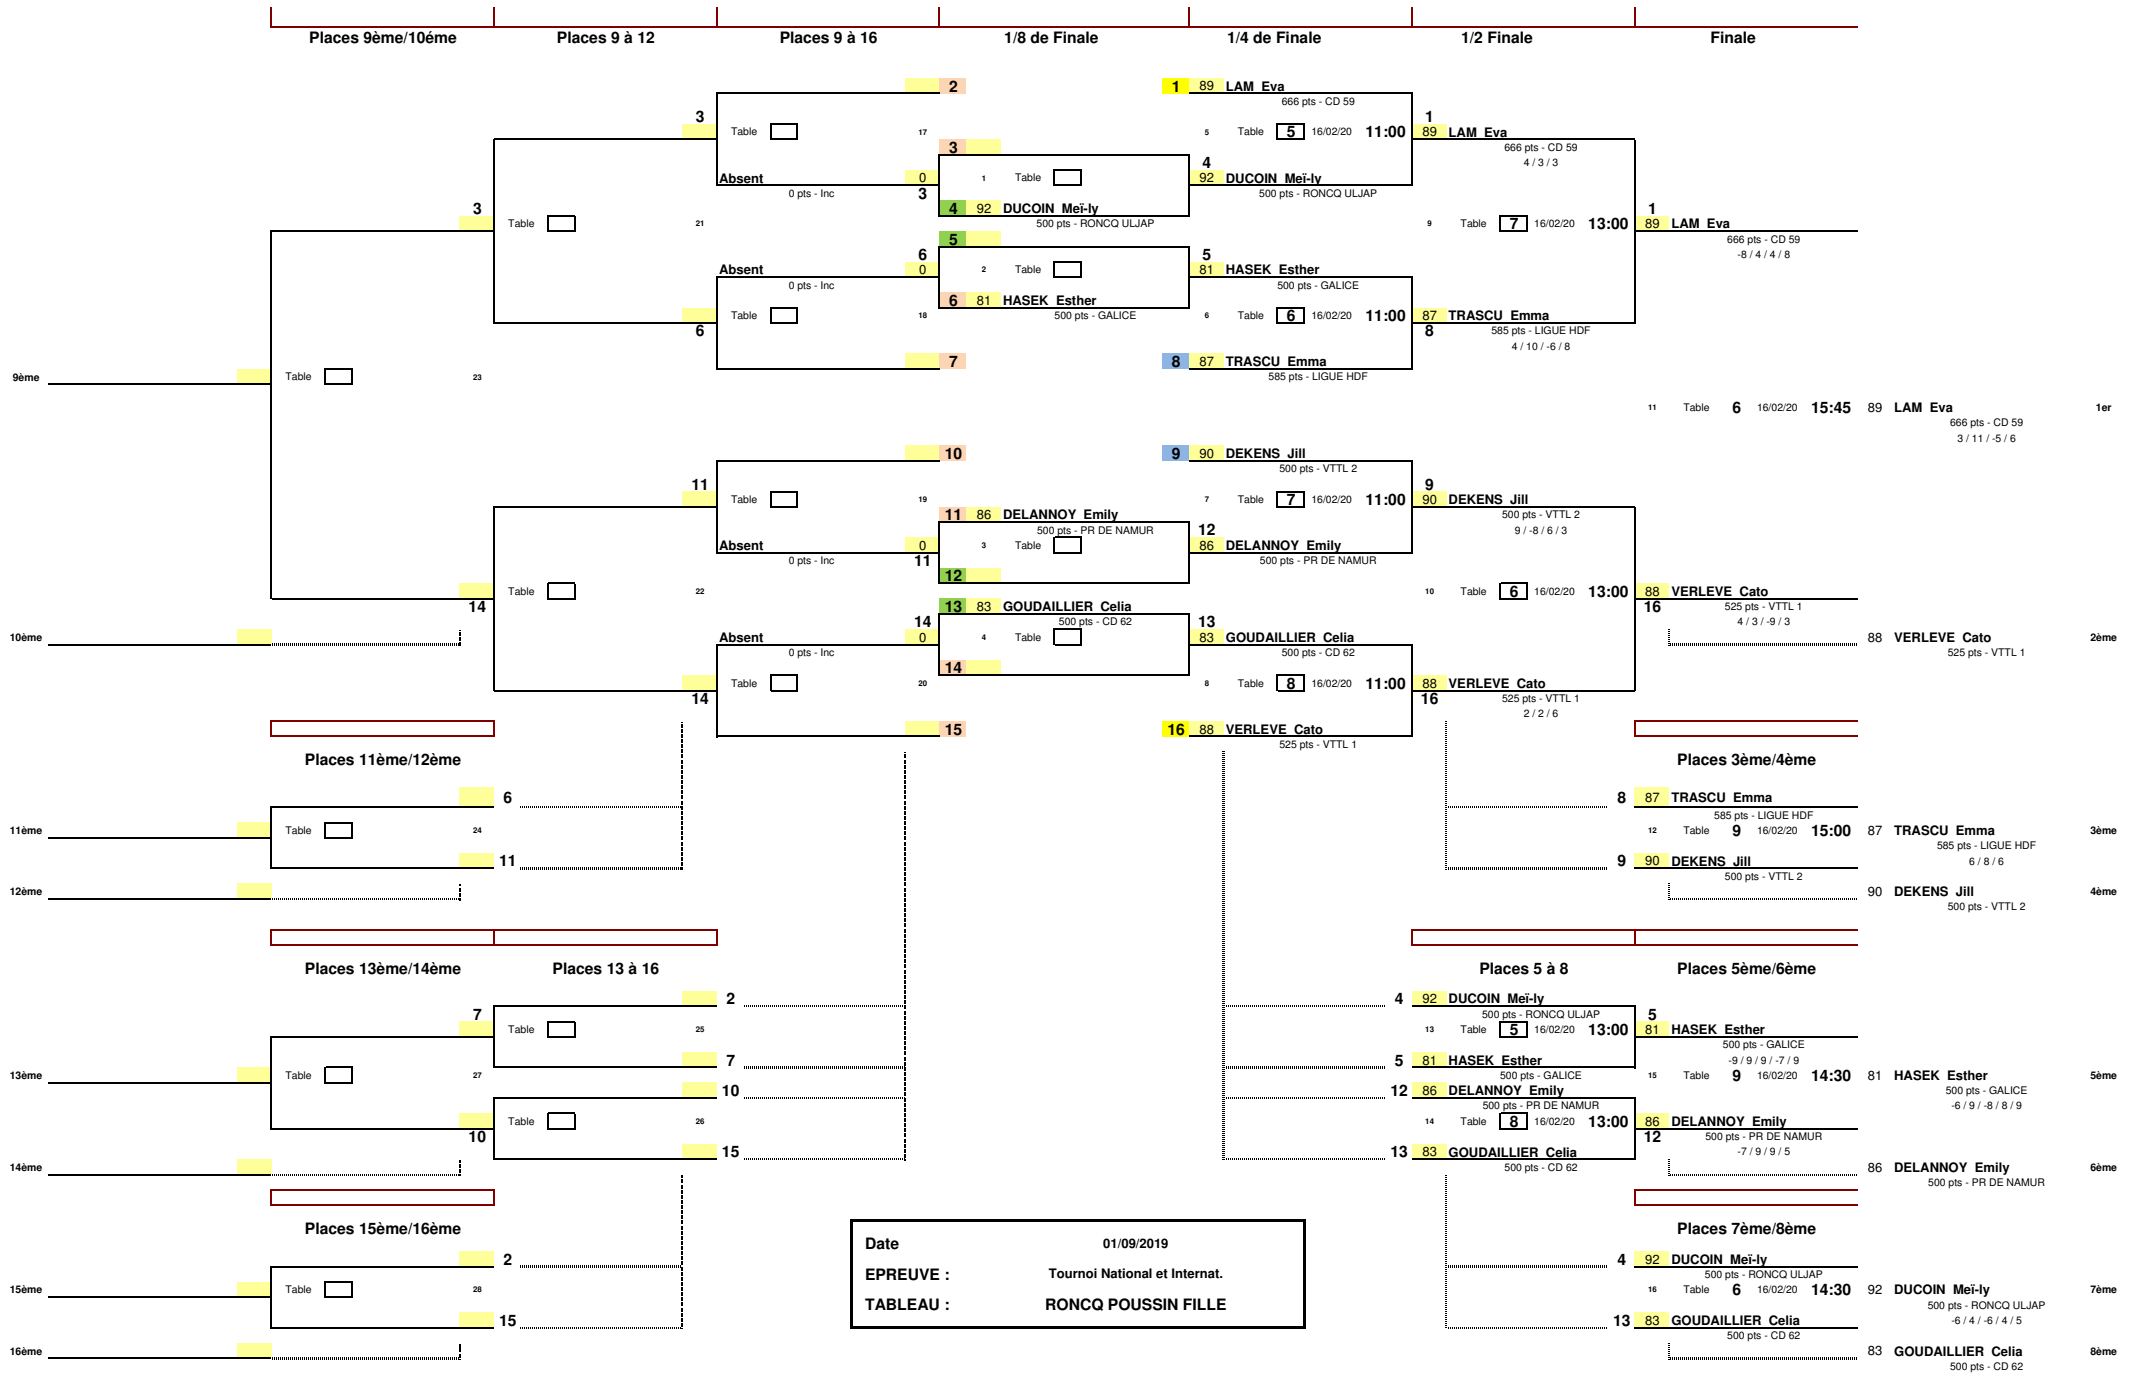 Places 9ème/10éme Places 9 à 12 Places 9 à 16 1/8 de Finale 1/4 de Finale 1/2 Finale Finale
2 1 89 LAM Eva
666 pts - CD 59
3 1
Table 17 5 Table 5 16/02/20 11:00 89 LAM Eva
3 666 pts - CD 59
4 4 / 3 / 3
Absent 0 1 Table 92 DUCOIN Meï-ly
0 pts - Inc 3 500 pts - RONCQ ULJAP
3 4 92 DUCOIN Meï-ly 1
Table 21 500 pts - RONCQ ULJAP 9 Table 7 16/02/20 13:00 89 LAM Eva
5 666 pts - CD 59
6 5 -8 / 4 / 4 / 8
Absent 0 2 Table 81 HASEK Esther
0 pts - Inc 500 pts - GALICE
6 81 HASEK Esther
Table 18 500 pts - GALICE 6 Table 6 16/02/20 11:00 87 TRASCU Emma
6 8 585 pts - LIGUE HDF
4 / 10 / -6 / 8
7 8 87 TRASCU Emma
9ème Table 23 585 pts - LIGUE HDF
11 Table 6 16/02/20 15:45 89 LAM Eva 1er
666 pts - CD 59
3 / 11 / -5 / 6
10 9 90 DEKENS Jill
500 pts - VTTL 2
11 9
Table 19 7 Table 7 16/02/20 11:00 90 DEKENS Jill
11 86 DELANNOY Emily 500 pts - VTTL 2
500 pts - PR DE NAMUR 12 9 / -8 / 6 / 3
Absent 0 3 Table 86 DELANNOY Emily
0 pts - Inc 11 500 pts - PR DE NAMUR
12
Table 22 10 Table 6 16/02/20 13:00 88 VERLEVE Cato
14 13 83 GOUDAILLIER Celia 16 525 pts - VTTL 1
14 500 pts - CD 62 13 4 / 3 / -9 / 3
10ème Absent 0 4 Table 83 GOUDAILLIER Celia 88 VERLEVE Cato 2ème
0 pts - Inc 500 pts - CD 62 525 pts - VTTL 1
14
Table 20 8 Table 8 16/02/20 11:00 88 VERLEVE Cato
14 16 525 pts - VTTL 1
2 / 2 / 6
15 16 88 VERLEVE Cato
525 pts - VTTL 1
Places 11ème/12ème Places 3ème/4ème
6 8 87 TRASCU Emma
585 pts - LIGUE HDF
11ème Table 24 12 Table 9 16/02/20 15:00 87 TRASCU Emma 3ème
585 pts - LIGUE HDF
11 9 90 DEKENS Jill 6 / 8 / 6
500 pts - VTTL 2
12ème 90 DEKENS Jill 4ème
500 pts - VTTL 2
Places 13ème/14ème Places 13 à 16 Places 5 à 8 Places 5ème/6ème
2 4 92 DUCOIN Meï-ly
7 500 pts - RONCQ ULJAP 5
Table 25 13 Table 5 16/02/20 13:00 81 HASEK Esther
500 pts - GALICE
7 5 81 HASEK Esther -9 / 9 / 9 / -7 / 9
13ème Table 27 500 pts - GALICE 15 Table 9 16/02/20 14:30 81 HASEK Esther 5ème
10 12 86 DELANNOY Emily 500 pts - GALICE
500 pts - PR DE NAMUR -6 / 9 / -8 / 8 / 9
Table 26 14 Table 8 16/02/20 13:00 86 DELANNOY Emily
10 12 500 pts - PR DE NAMUR
15 13 83 GOUDAILLIER Celia -7 / 9 / 9 / 5
14ème 500 pts - CD 62 86 DELANNOY Emily 6ème
500 pts - PR DE NAMUR
Places 15ème/16ème Places 7ème/8ème
Date 01/09/2019
2 4 92 DUCOIN Meï-ly
EPREUVE : Tournoi National et Internat. 500 pts - RONCQ ULJAP
15ème Table 28 16 Table 6 16/02/20 14:30 92 DUCOIN Meï-ly 7ème
TABLEAU : RONCQ POUSSIN FILLE 500 pts - RONCQ ULJAP
15 13 83 GOUDAILLIER Celia -6 / 4 / -6 / 4 / 5
500 pts - CD 62
16ème 83 GOUDAILLIER Celia 8ème
500 pts - CD 62